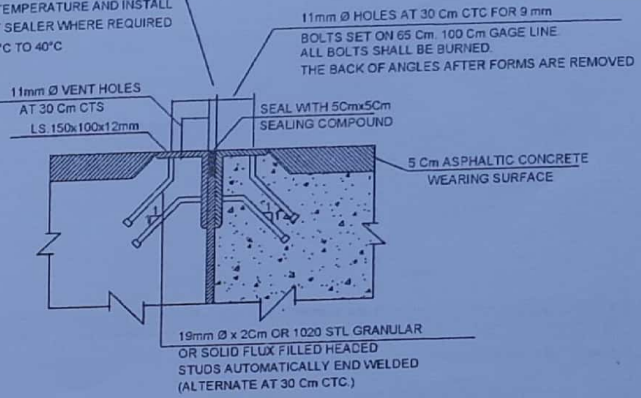 TEMPERATURE AND INSTALL
SEALER WHERE REQUIRED
°C TO 40°C
11mm Ø HOLES AT 30 Cm CTC FOR 9 mm
BOLTS SET ON 65 Cm. 100 Cm GAGE LINE.
ALL BOLTS SHALL BE BURNED.
THE BACK OF ANGLES AFTER FORMS ARE REMOVED
11mm Ø VENT HOLES
AT 30 Cm CTS
LS 150x100x12mm
SEAL WITH 5Cmx5Cm
SEALING COMPOUND
5 Cm ASPHALTIC CONCRETE
WEARING SURFACE
1
1
19mm Ø x 2Cm OR 1020 STL GRANULAR
OR SOLID FLUX FILLED HEADED
STUDS AUTOMATICALLY END WELDED
(ALTERNATE AT 30 Cm CTC.)